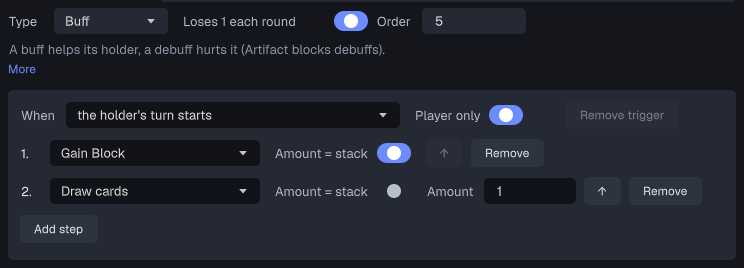 Type Buff Loses 1 each round Order 5
A buff helps its holder, a debuff hurts it (Artifact blocks debuffs).
More
When the holder's turn starts Player only Remove trigger
1. Gain Block Amount = stack ↑ Remove
2. Draw cards Amount = stack Amount 1 ↑ Remove
Add step